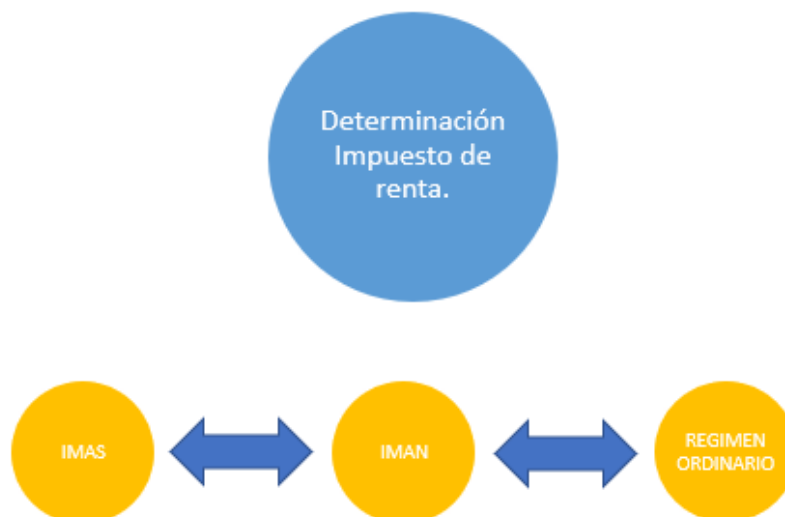 Determinación
Impuesto de
renta.
IMAS
IMAN
REGIMEN
ORDINARIO